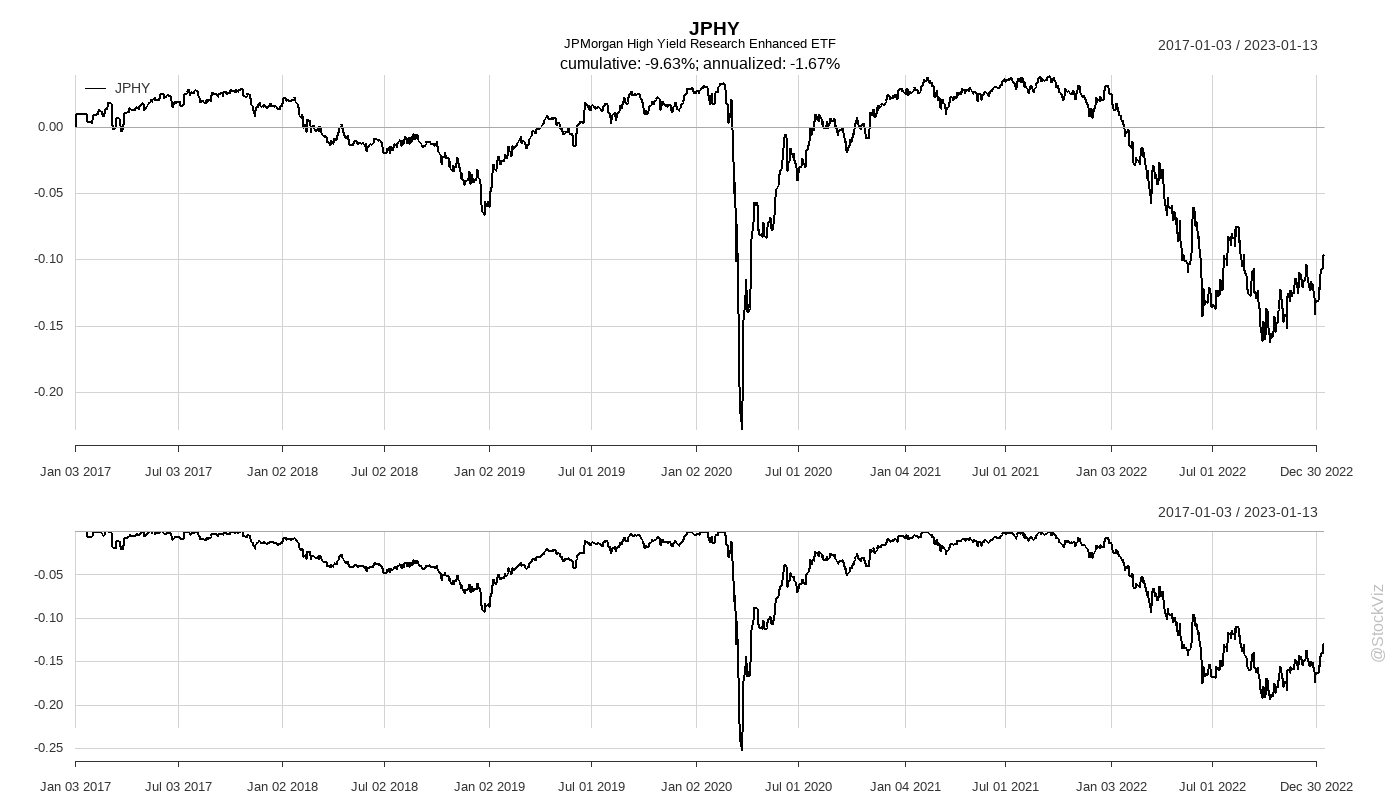 JPHY
JPMorgan High Yield Research Enhanced ETF
2017-01-03 / 2023-01-13
cumulative: -9.63%; annualized: -1.67%
JPHY
0.00
-0.05
-0.10
-0.15
-0.20
Jan 03 2017 Jul 03 2017 Jan 02 2018 Jul 02 2018 Jan 02 2019 Jul 01 2019 Jan 02 2020 Jul 01 2020 Jan 04 2021 Jul 01 2021 Jan 03 2022 Jul 01 2022 Dec 30 2022
2017-01-03 / 2023-01-13
-0.05
-0.10
-0.15
-0.20
-0.25
Jan 03 2017 Jul 03 2017 Jan 02 2018 Jul 02 2018 Jan 02 2019 Jul 01 2019 Jan 02 2020 Jul 01 2020 Jan 04 2021 Jul 01 2021 Jan 03 2022 Jul 01 2022 Dec 30 2022
@StockViz